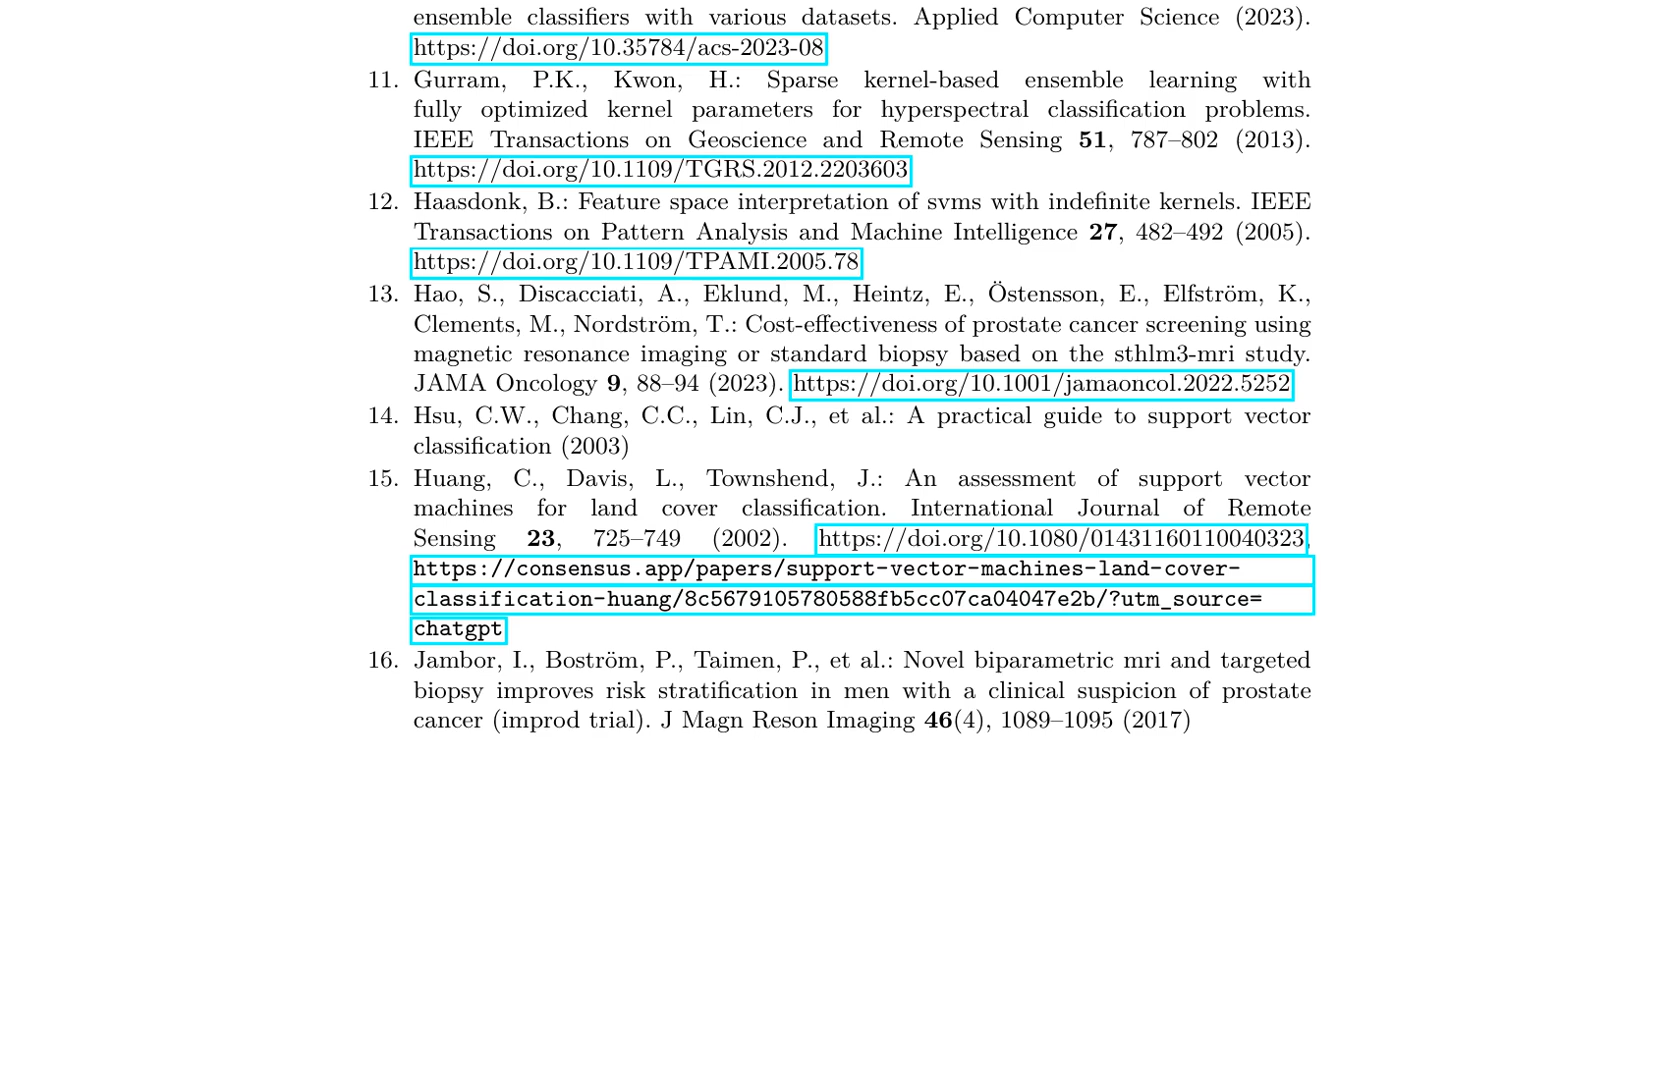 ensemble classifiers with various datasets. Applied Computer Science (2023).
https://doi.org/10.35784/acs-2023-08
11. Gurram, P.K., Kwon, H.: Sparse kernel-based ensemble learning with
fully optimized kernel parameters for hyperspectral classification problems.
IEEE Transactions on Geoscience and Remote Sensing 51, 787–802 (2013).
https://doi.org/10.1109/TGRS.2012.2203603
12. Haasdonk, B.: Feature space interpretation of svms with indefinite kernels. IEEE
Transactions on Pattern Analysis and Machine Intelligence 27, 482–492 (2005).
https://doi.org/10.1109/TPAMI.2005.78
13. Hao, S., Discacciati, A., Eklund, M., Heintz, E., Östensson, E., Elfström, K.,
Clements, M., Nordström, T.: Cost-effectiveness of prostate cancer screening using
magnetic resonance imaging or standard biopsy based on the sthlm3-mri study.
JAMA Oncology 9, 88–94 (2023). https://doi.org/10.1001/jamaoncol.2022.5252
14. Hsu, C.W., Chang, C.C., Lin, C.J., et al.: A practical guide to support vector
classification (2003)
15. Huang, C., Davis, L., Townshend, J.: An assessment of support vector
machines for land cover classification. International Journal of Remote
Sensing 23, 725–749 (2002). https://doi.org/10.1080/01431160110040323,
https://consensus.app/papers/support-vector-machines-land-cover-
classification-huang/8c5679105780588fb5cc07ca04047e2b/?utm_source=
chatgpt
16. Jambor, I., Boström, P., Taimen, P., et al.: Novel biparametric mri and targeted
biopsy improves risk stratification in men with a clinical suspicion of prostate
cancer (improd trial). J Magn Reson Imaging 46(4), 1089–1095 (2017)